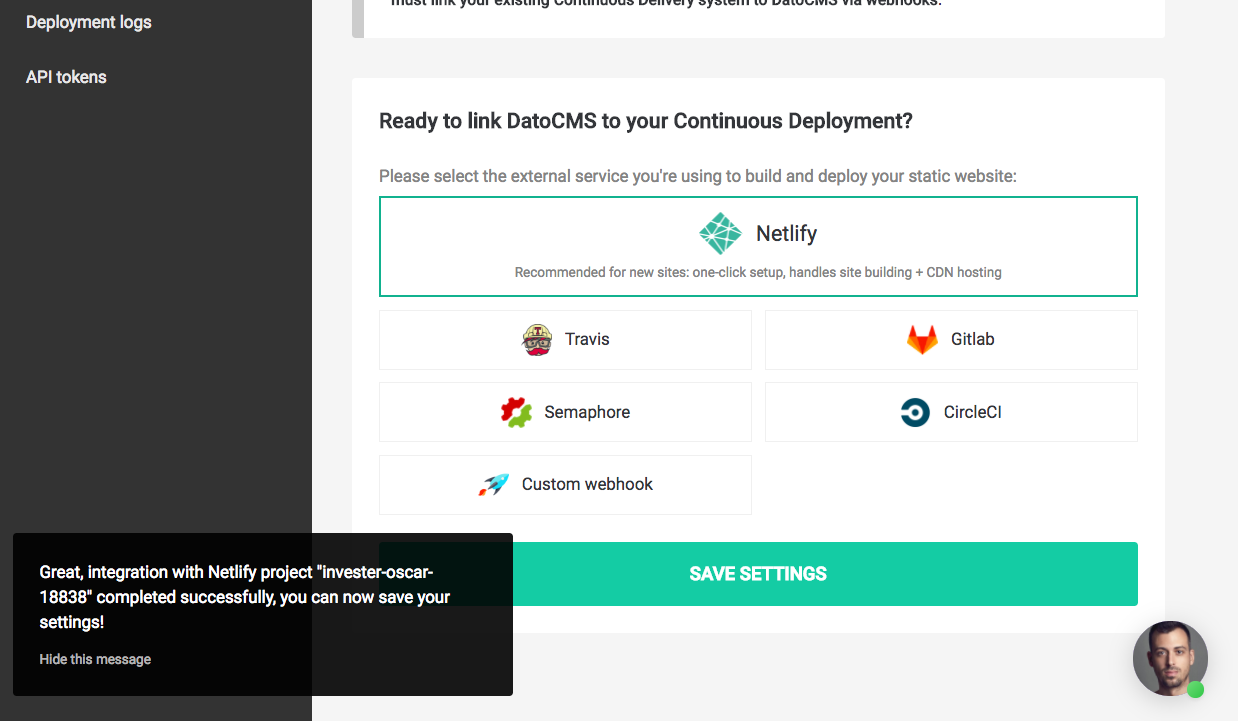 Deployment logs
API tokens
must link your existing Continuous Delivery system to DatoCMS via webhooks.
Ready to link DatoCMS to your Continuous Deployment?
Please select the external service you're using to build and deploy your static website:
Netlify
Recommended for new sites: one-click setup, handles site building + CDN hosting
Travis
Gitlab
Semaphore
CircleCI
Custom webhook
SAVE SETTINGS
Great, integration with Netlify project "invester-oscar-
18838" completed successfully, you can now save your
settings!
Hide this message